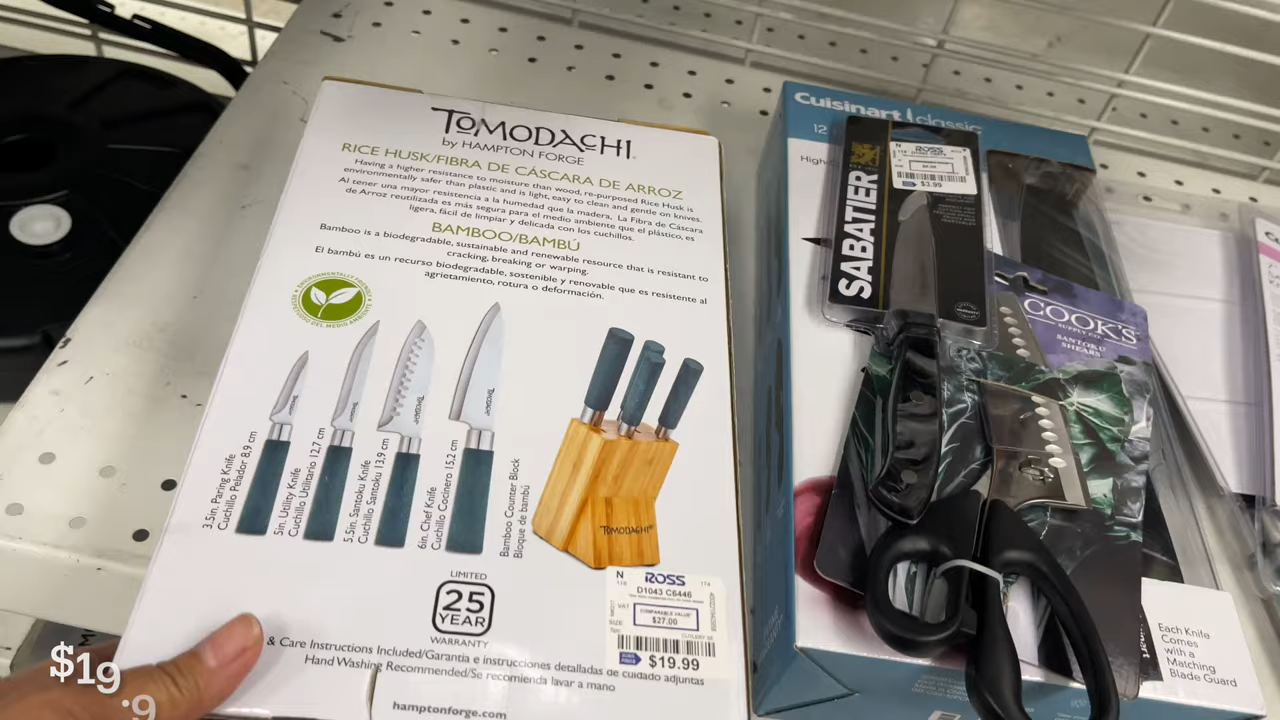 TOMODACHI
by HAMPTON FORGE
RICE HUSK/FIBRA DE CÁSCARA DE ARROZ
Having a higher resistance to moisture than wood, re-purposed Rice Husk is
environmentally safer than plastic and is light, easy to clean and gentle on knives.
Al tener una mayor resistencia a la humedad que la madera, La Fibra de Cáscara
de Arroz reutilizada es más segura para el medio ambiente que el plástico, es
ligera, fácil de limpiar y delicada con los cuchillos.
BAMBOO/BAMBÚ
Bamboo is a biodegradable, sustainable and renewable resource that is resistant to
cracking, breaking or warping.
El bambú es un recurso biodegradable, sostenible y renovable que es resistente al
agrietamiento, rotura o deformación.
3.5in. Paring Knife
Cuchillo Pelador 8,9 cm
5in. Utility Knife
Cuchillo Utilitario 12,7 cm
5.5in. Santoku Knife
Cuchillo Santoku 13,9 cm
6in. Chef Knife
Cuchillo Cocinero 15,2 cm
Bamboo Counter Block
Bloque de bambú
TOMODACHI
TOMODACHI
TOMODACHI
LIMITED
25
YEAR
WARRANTY
& Care Instructions Included/Garantía e instrucciones detalladas de cuidado adjuntas
Hand Washing Recommended/Se recomienda lavar a mano
hamptonforge.com
N ROSS
D1043 C6446
COMPARABLE VALUE
$27.00
$19.99
Cuisinart classic
12
High-c
SABATIER
ROSS
$3.99
COOK'S
SUPPLY CO.
SANTOKU
SHEARS
Each Knife
Comes
with a
Matching
Blade Guard
$19
.9